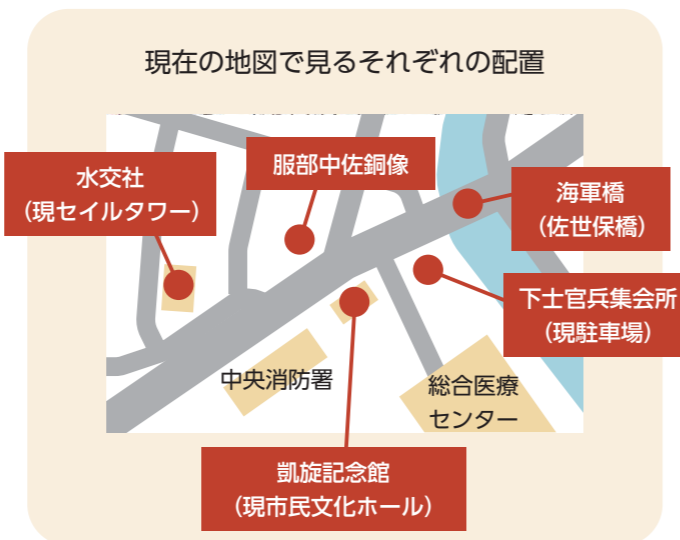 現在の地図で見るそれぞれの配置
水交社
（現セイルタワー）
服部中佐銅像
海軍橋
（佐世保橋）
下士官兵集会所
（現駐車場）
中央消防署
総合医療
センター
凱旋記念館
（現市民文化ホール）